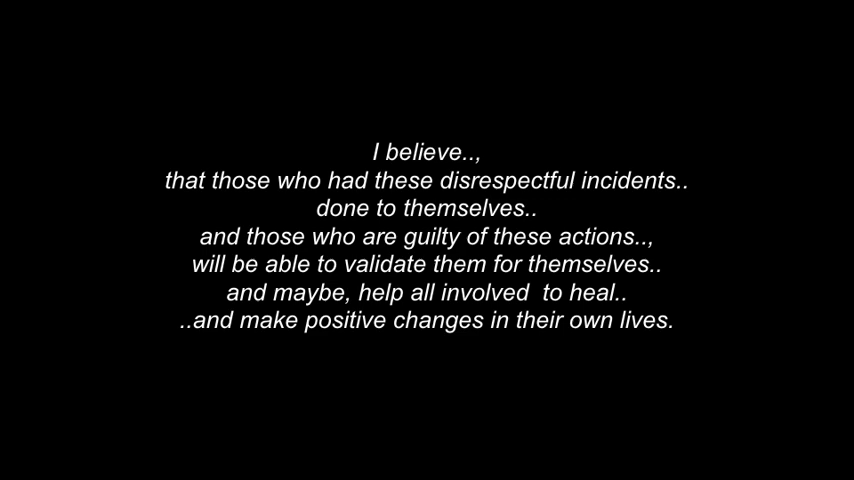 I believe..,
that those who had these disrespectful incidents..
done to themselves..
and those who are guilty of these actions..,
will be able to validate them for themselves..
and maybe, help all involved  to heal..
..and make positive changes in their own lives.